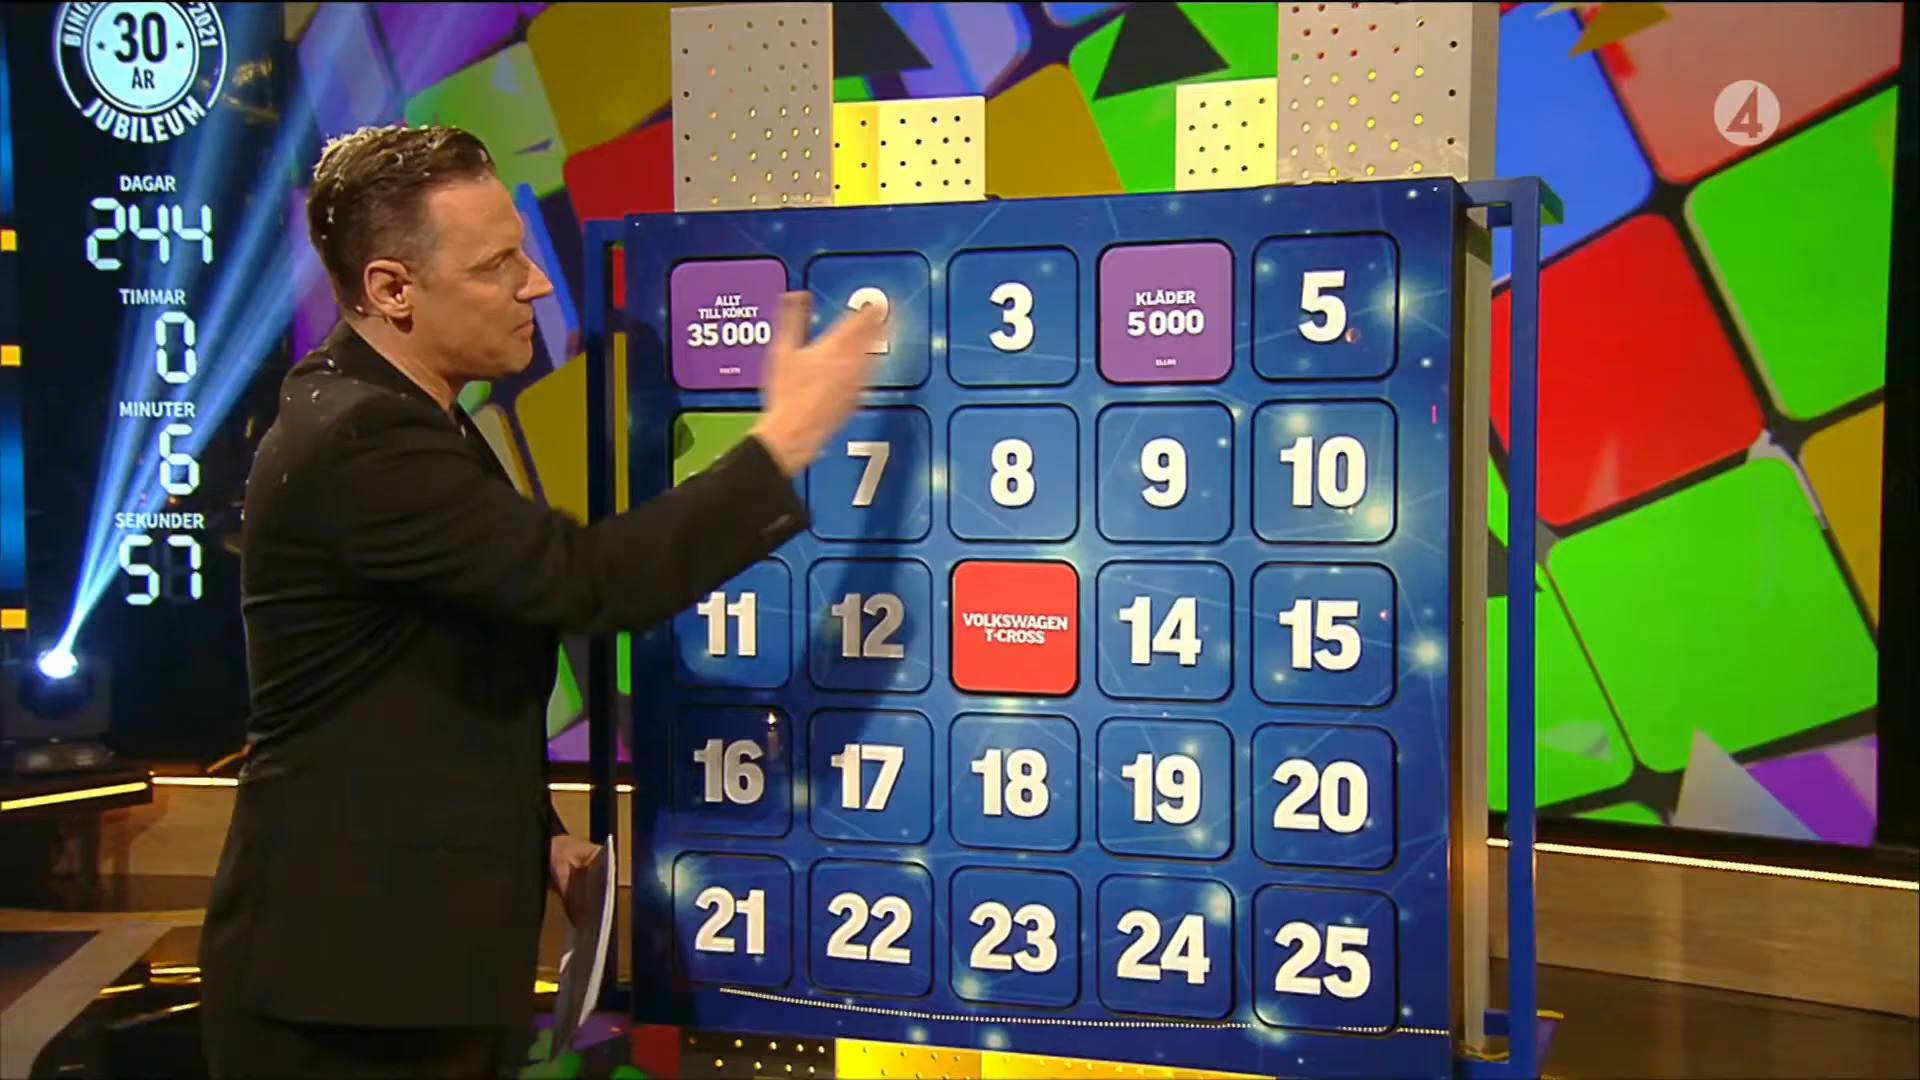 30
ÅR
JUBILEUM
2021
4
DAGAR
244
TIMMAR
0
MINUTER
6
SEKUNDER
57
ALLT
TILL KÖKET
35 000
2
3
KLÄDER
5 000
5
7
8
9
10
11
12
VOLKSWAGEN
T-CROSS
14
15
16
17
18
19
20
21
22
23
24
25